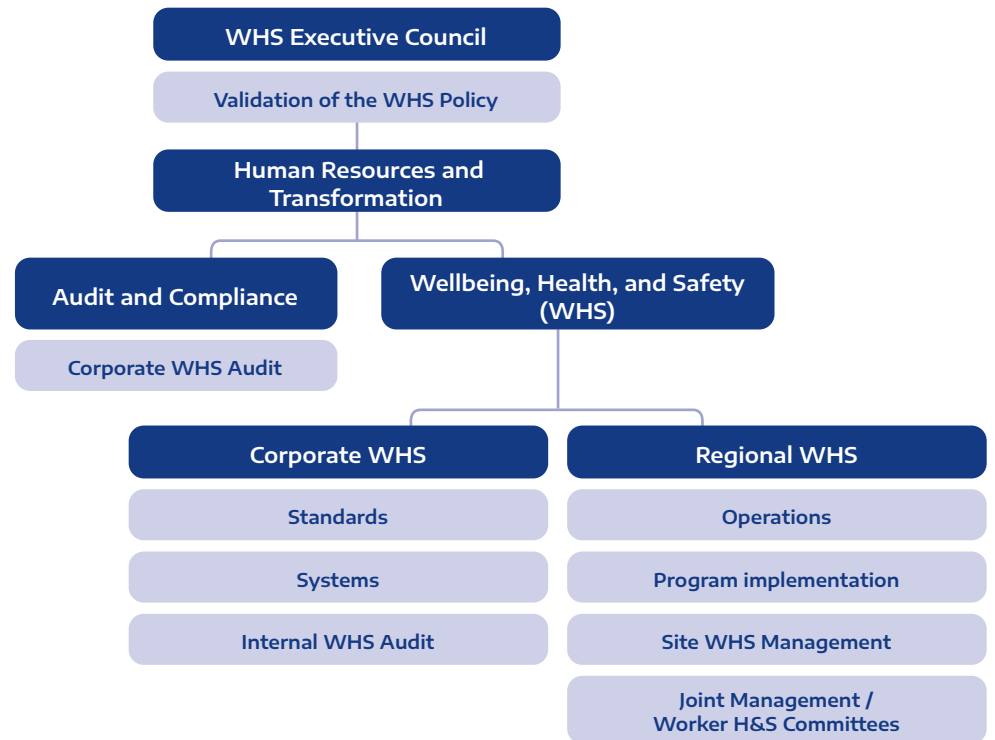 WHS Executive Council
Validation of the WHS Policy
Human Resources and
Transformation
Audit and Compliance
Corporate WHS Audit
Wellbeing, Health, and Safety
(WHS)
Corporate WHS
Standards
Systems
Internal WHS Audit
Regional WHS
Operations
Program implementation
Site WHS Management
Joint Management /
Worker H&S Committees